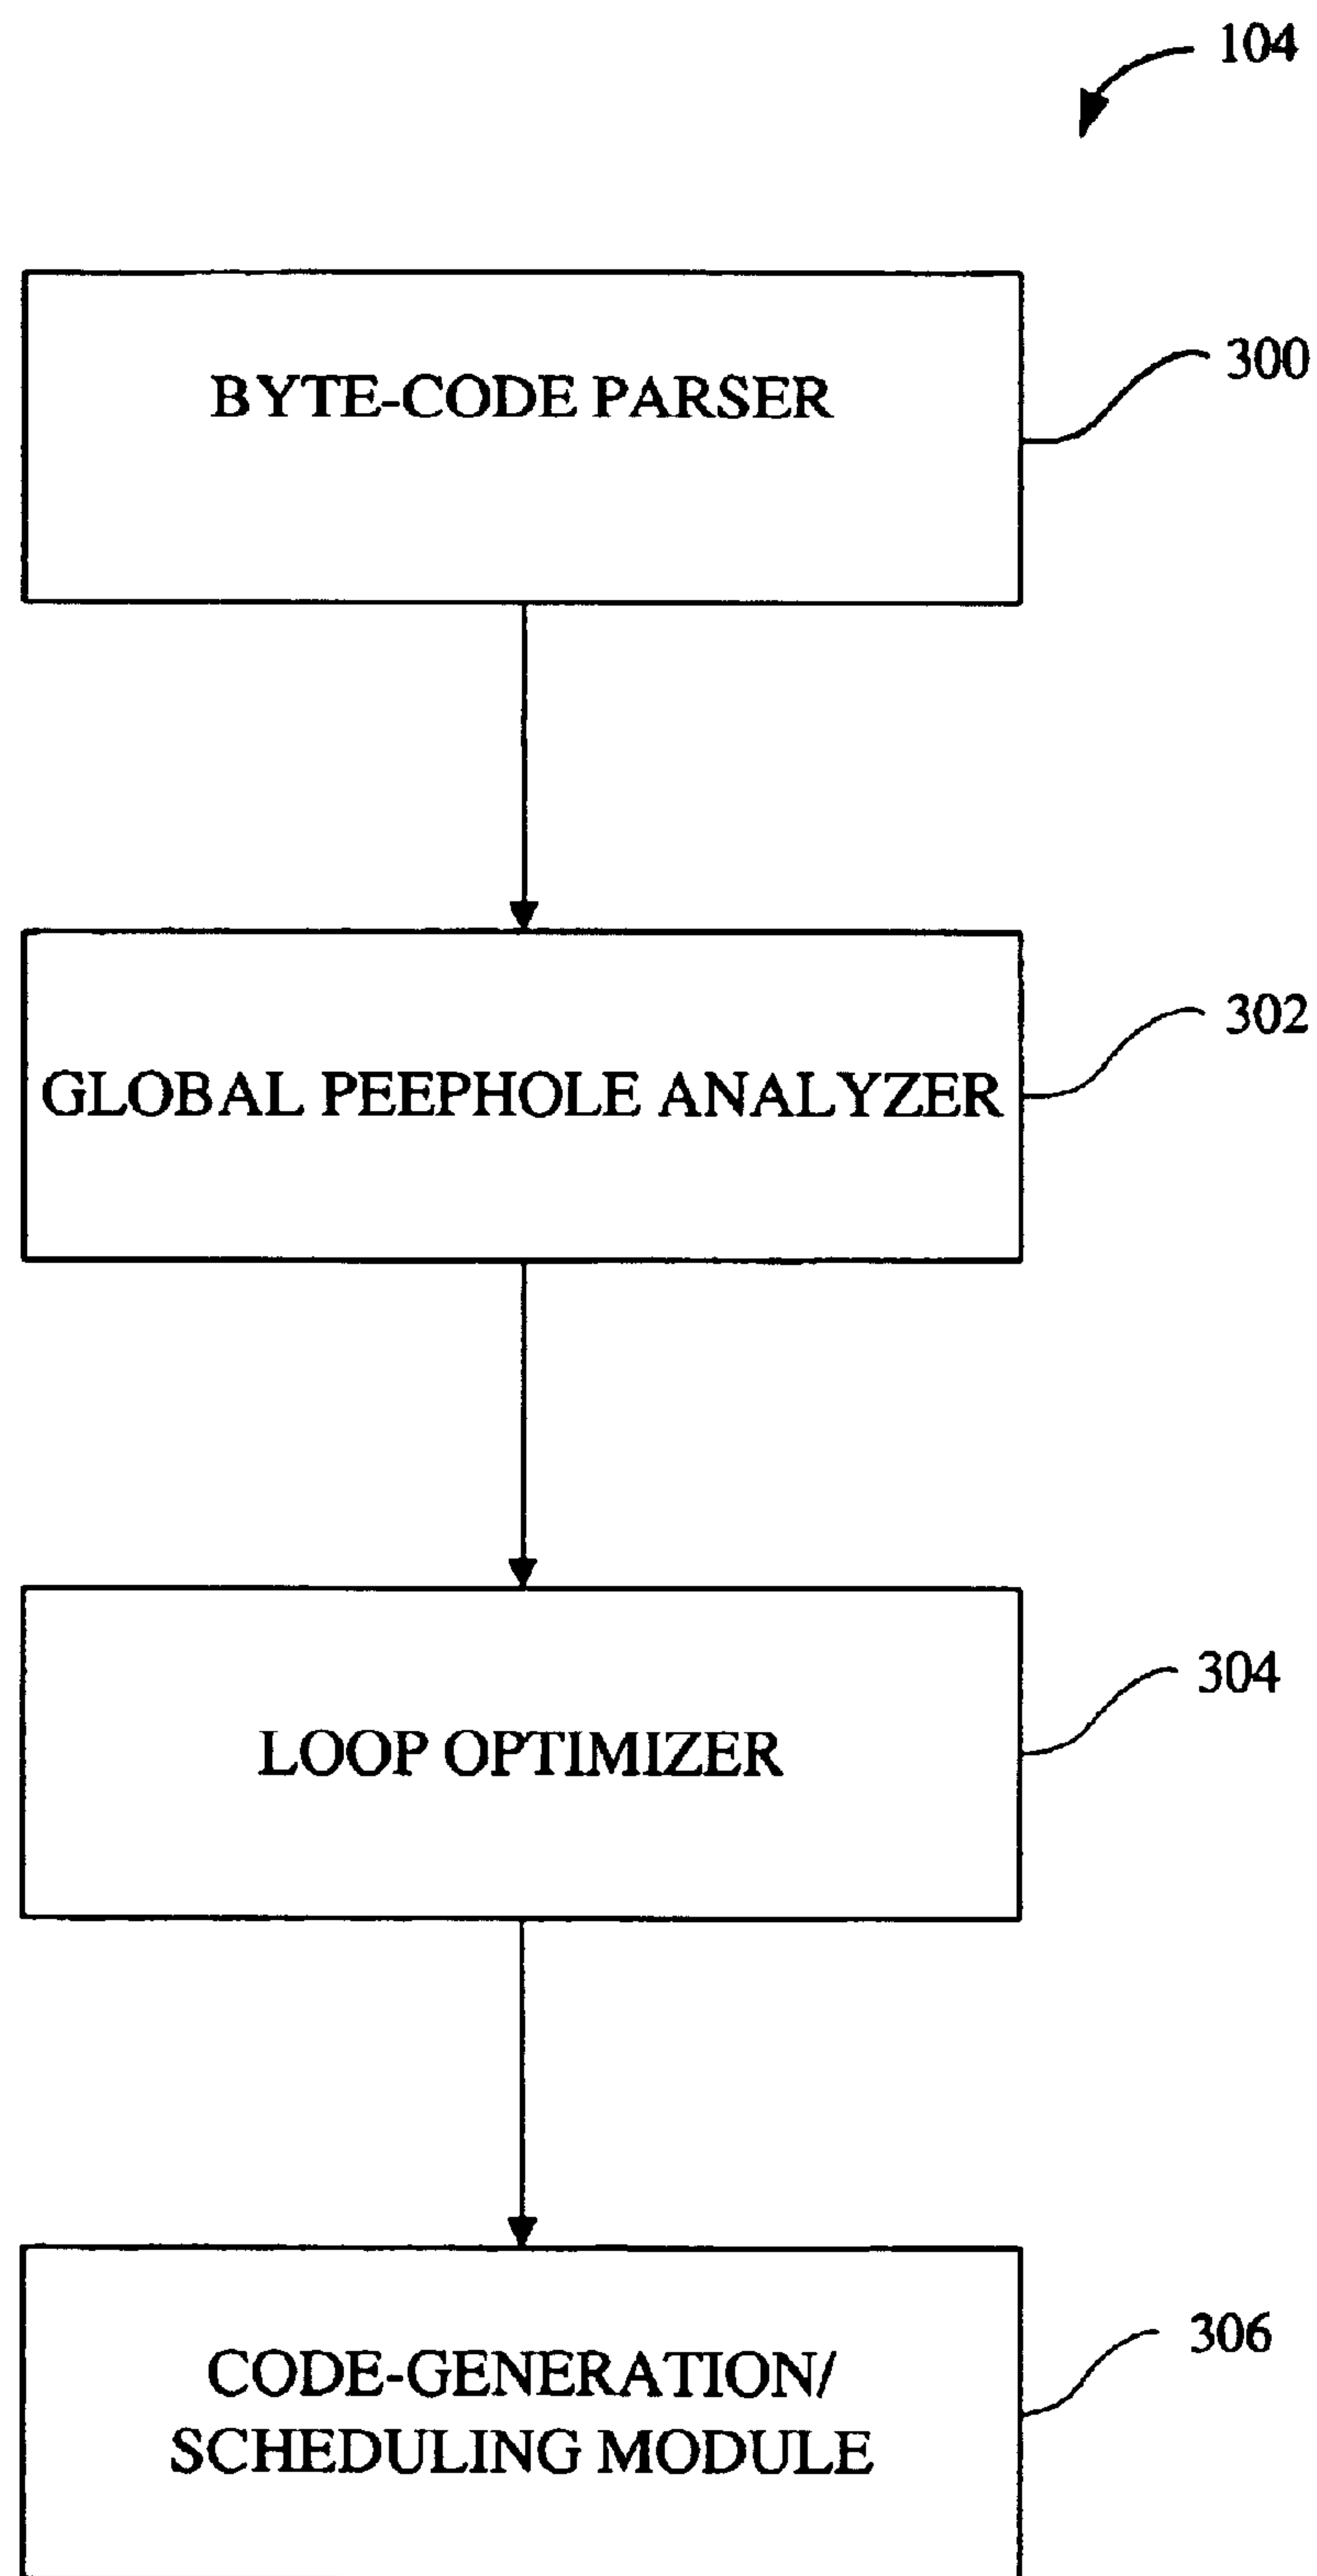 104
BYTE-CODE PARSER
300
GLOBAL PEEPHOLE ANALYZER
302
LOOP OPTIMIZER
304
CODE-GENERATION/
SCHEDULING MODULE
306